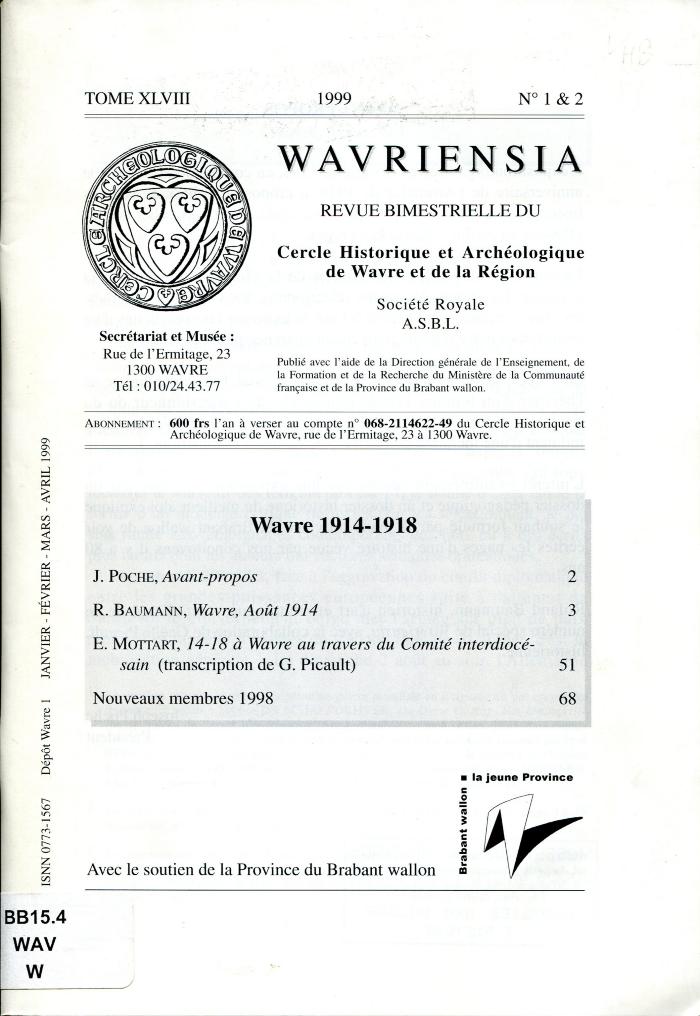 TOME XLVIII 1999 N° 1 & 2
CERCLE ARCHEOLOGIQUE DE WAVRE
WAVRIENSIA
REVUE BIMESTRIELLE DU
Cercle Historique et Archéologique
de Wavre et de la Région
Société Royale
A.S.B.L.
Secrétariat et Musée :
Rue de l'Ermitage, 23
1300 WAVRE
Tél : 010/24.43.77
Publié avec l'aide de la Direction générale de l'Enseignement, de
la Formation et de la Recherche du Ministère de la Communauté
française et de la Province du Brabant wallon.
ABONNEMENT : 600 frs l'an à verser au compte n° 068-2114622-49 du Cercle Historique et
Archéologique de Wavre, rue de l'Ermitage, 23 à 1300 Wavre.
Wavre 1914-1918
J. POCHE, Avant-propos 2
R. BAUMANN, Wavre, Août 1914 3
E. MOTTART, 14-18 à Wavre au travers du Comité interdiocé-
sain (transcription de G. Picault) 51
Nouveaux membres 1998 68
la jeune Province
Brabant wallon
Avec le soutien de la Province du Brabant wallon
ISNN 0773-1567 Dépôt Wavre 1 JANVIER - FÉVRIER - MARS - AVRIL 1999
BB15.4
WAV
W